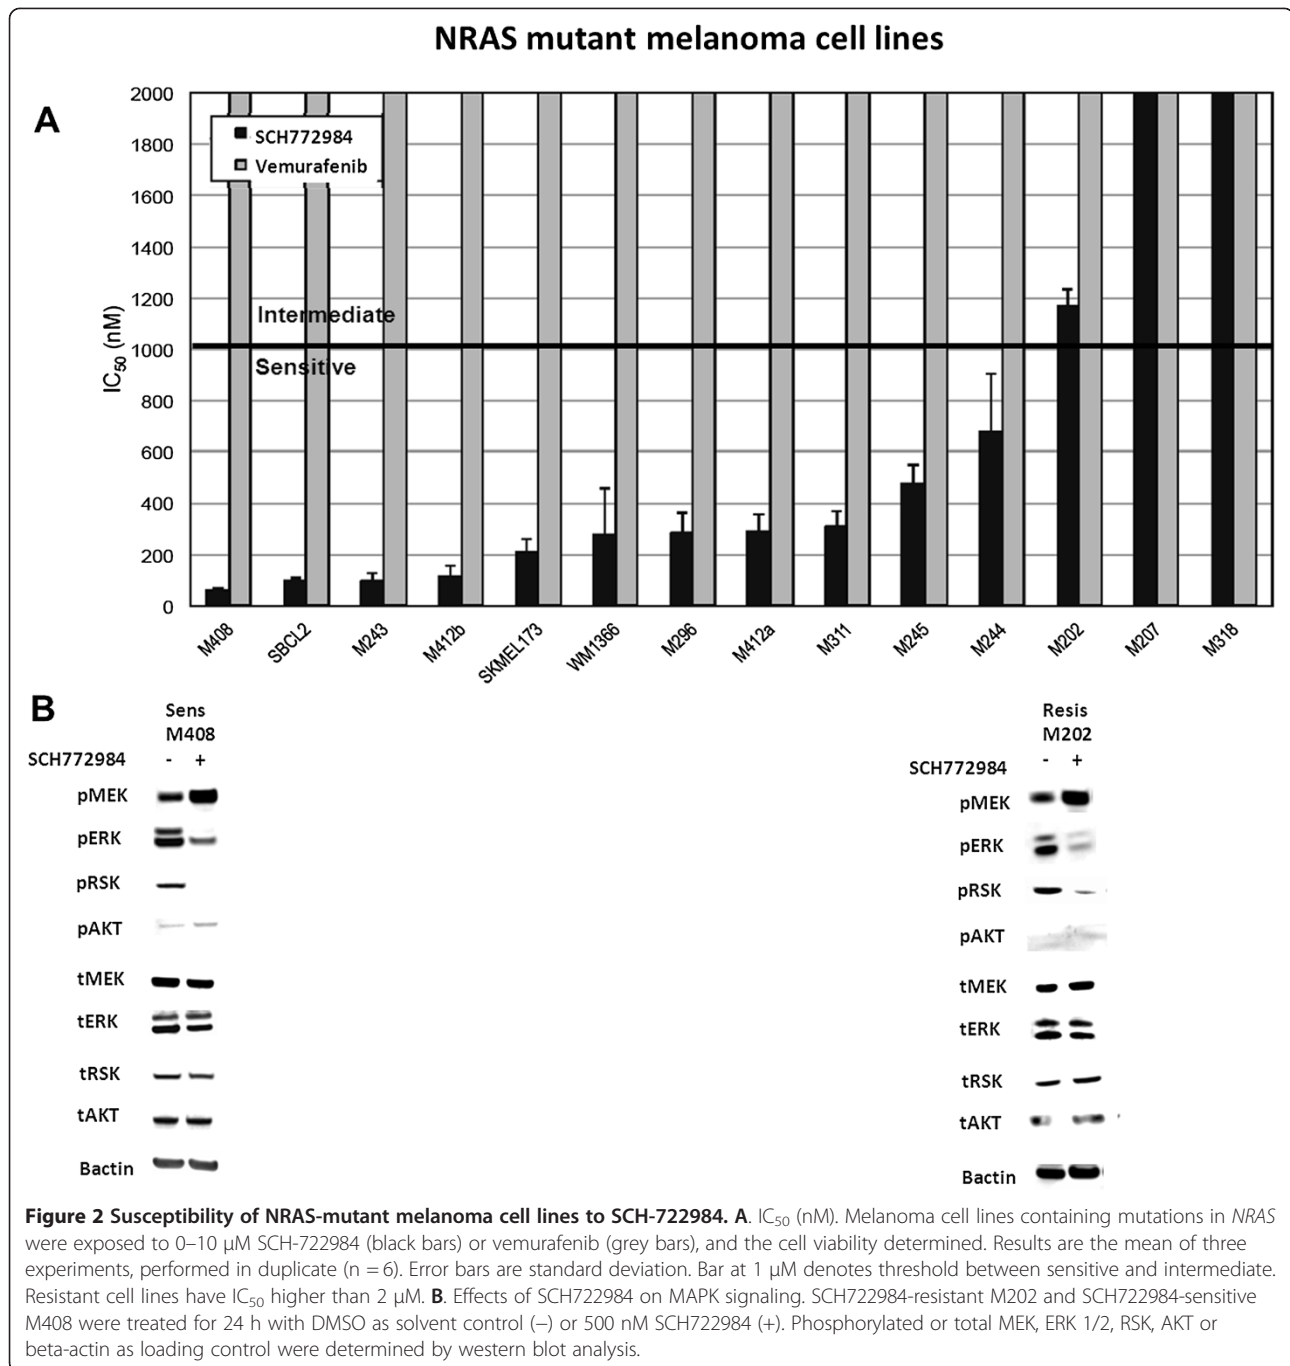 NRAS mutant melanoma cell lines
A
2000
1800
1600
1400
1200
1000
800
600
400
200
0
IC50 (nM)
SCH772984
Vemurafenib
Intermediate
Sensitive
M408
SBCL2
M243
M412b
SKMEL173
WM1366
M296
M412a
M311
M245
M244
M202
M207
M318
B
Sens
M408
SCH772984 - +
pMEK
pERK
pRSK
pAKT
tMEK
tERK
tRSK
tAKT
Bactin
Resis
M202
SCH772984 - +
pMEK
pERK
pRSK
pAKT
tMEK
tERK
tRSK
tAKT
Bactin
Figure 2 Susceptibility of NRAS-mutant melanoma cell lines to SCH-722984. A. IC50 (nM). Melanoma cell lines containing mutations in NRAS
were exposed to 0–10 μM SCH-722984 (black bars) or vemurafenib (grey bars), and the cell viability determined. Results are the mean of three
experiments, performed in duplicate (n = 6). Error bars are standard deviation. Bar at 1 μM denotes threshold between sensitive and intermediate.
Resistant cell lines have IC50 higher than 2 μM. B. Effects of SCH722984 on MAPK signaling. SCH722984-resistant M202 and SCH722984-sensitive
M408 were treated for 24 h with DMSO as solvent control (−) or 500 nM SCH722984 (+). Phosphorylated or total MEK, ERK 1/2, RSK, AKT or
beta-actin as loading control were determined by western blot analysis.